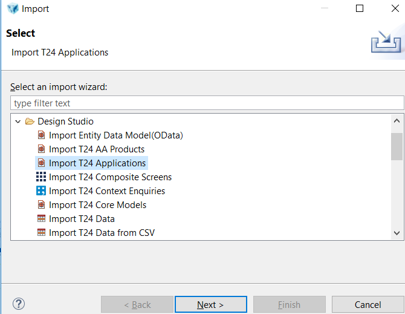 Import
Select
Import T24 Applications
Select an import wizard:
type filter text
Design Studio
Import Entity Data Model(OData)
Import T24 AA Products
Import T24 Applications
Import T24 Composite Screens
Import T24 Context Enquiries
Import T24 Core Models
Import T24 Data
Import T24 Data from CSV
< Back
Next >
Finish
Cancel